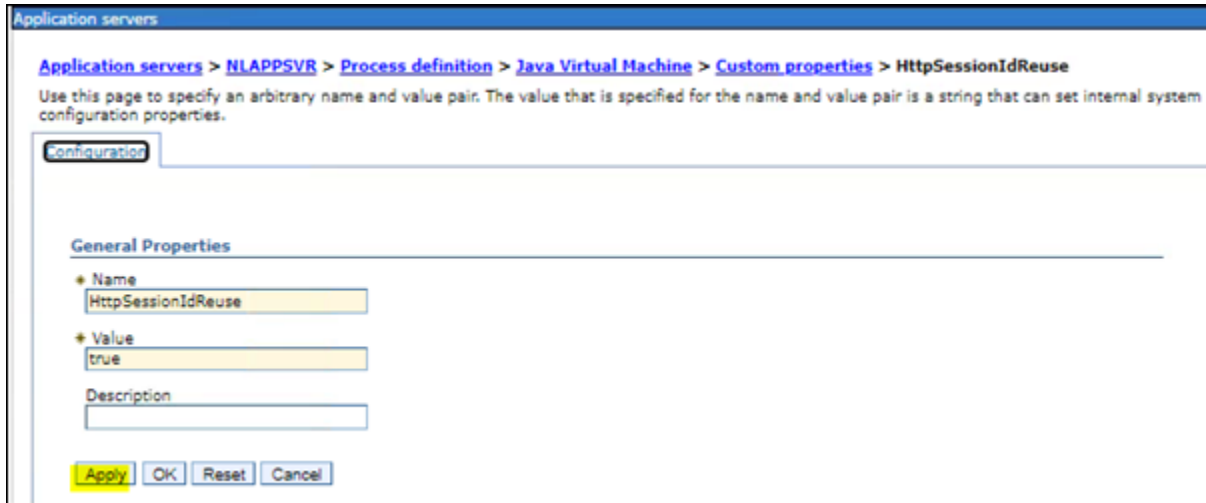 Application servers
Application servers > NLAPPSVR > Process definition > Java Virtual Machine > Custom properties > HttpSessionIdReuse
Use this page to specify an arbitrary name and value pair. The value that is specified for the name and value pair is a string that can set internal system
configuration properties.
Configuration
General Properties
Name
HttpSessionIdReuse
Value
true
Description
Apply OK Reset Cancel